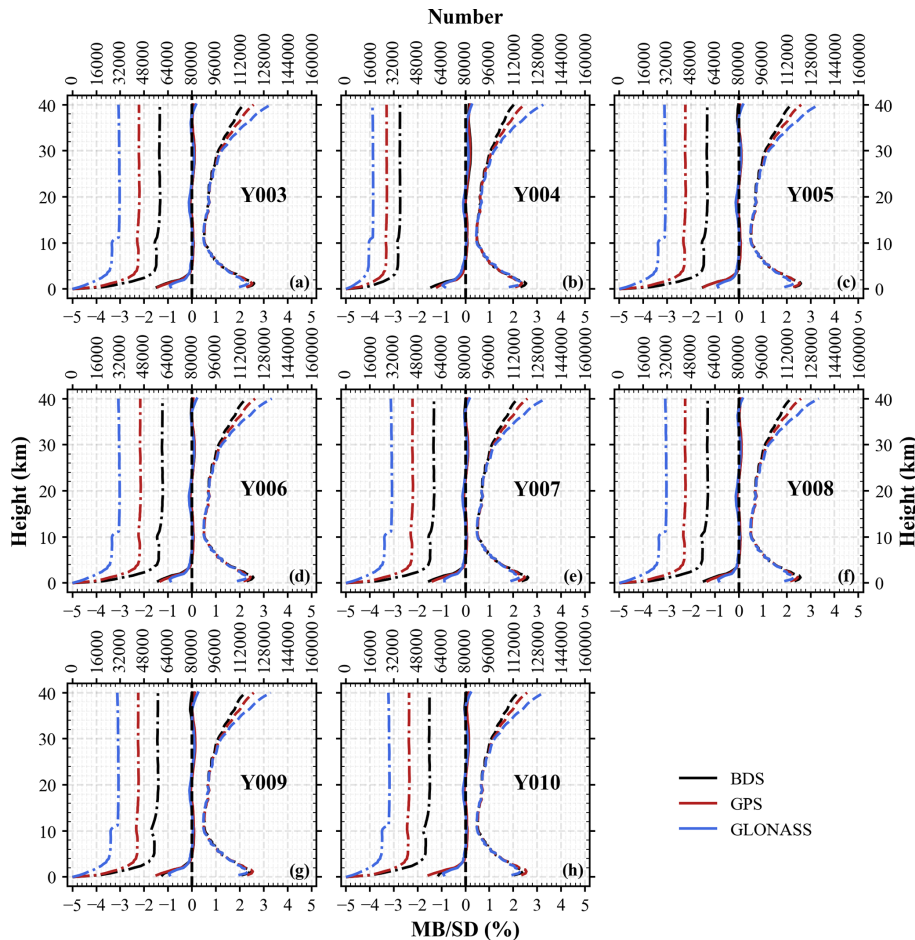 Number
0 16000 32000 48000 64000 80000 96000 112000 128000 144000 160000
0 16000 32000 48000 64000 80000 96000 112000 128000 144000 160000
0 16000 32000 48000 64000 80000 96000 112000 128000 144000 160000
40
30
20
10
0
Y003
(a)
Y004
(b)
Y005
(c)
40
30
20
10
0
−5 −4 −3 −2 −1 0 1 2 3 4 5
−5 −4 −3 −2 −1 0 1 2 3 4 5
−5 −4 −3 −2 −1 0 1 2 3 4 5
0 16000 32000 48000 64000 80000 96000 112000 128000 144000 160000
0 16000 32000 48000 64000 80000 96000 112000 128000 144000 160000
0 16000 32000 48000 64000 80000 96000 112000 128000 144000 160000
Height (km)
40
30
20
10
0
Y006
(d)
Y007
(e)
Y008
(f)
40
30
20
10
0
Height (km)
−5 −4 −3 −2 −1 0 1 2 3 4 5
−5 −4 −3 −2 −1 0 1 2 3 4 5
−5 −4 −3 −2 −1 0 1 2 3 4 5
0 16000 32000 48000 64000 80000 96000 112000 128000 144000 160000
0 16000 32000 48000 64000 80000 96000 112000 128000 144000 160000
40
30
20
10
0
Y009
(g)
Y010
(h)
BDS
GPS
GLONASS
−5 −4 −3 −2 −1 0 1 2 3 4 5
−5 −4 −3 −2 −1 0 1 2 3 4 5
MB/SD (%)